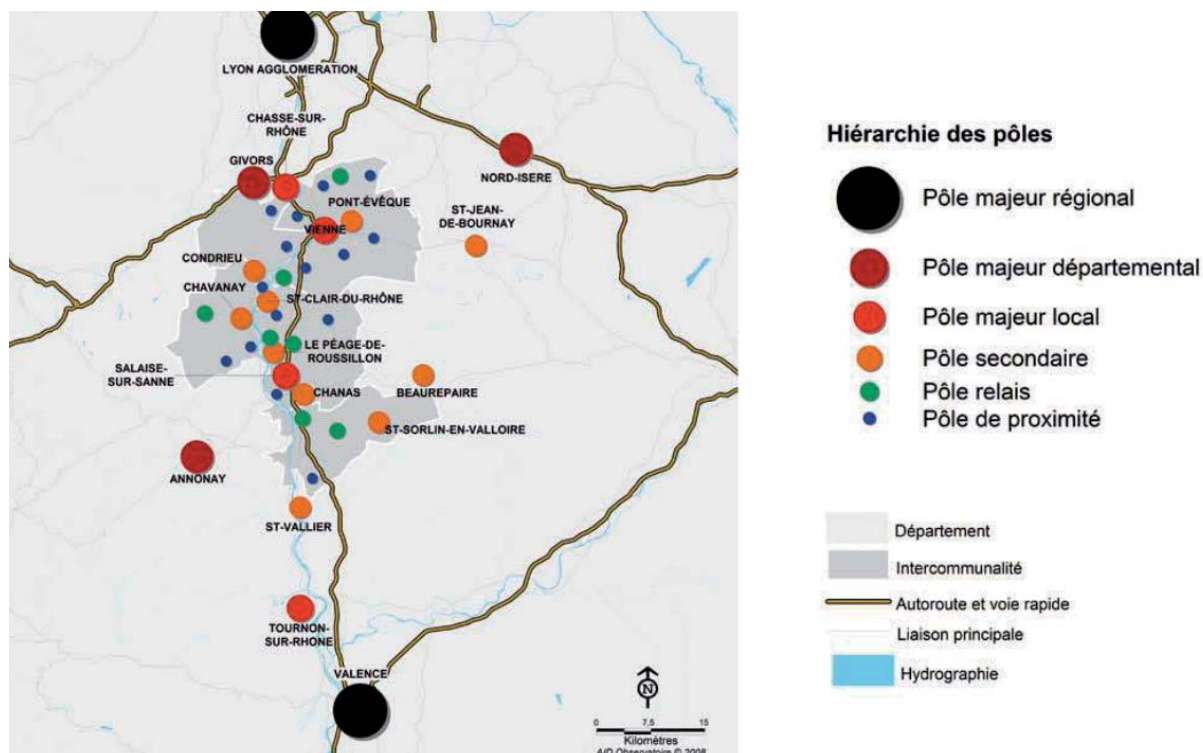 LYON AGGLOMERATION
CHASSE-SUR-
RHÔNE
GIVORS
NORD-ISERE
PONT-ÉVÊQUE
ST-JEAN-
DE-BOURNAY
VIENNE
CONDRIEU
CHAVANAY
ST-CLAIR-DU-RHÔNE
LE PÉAGE-DE-
ROUSSILLON
SALAISE-
SUR-SANNE
CHANAS
BEAUREPAIRE
ST-SORLIN-EN-VALLOIRE
ANNONAY
ST-VALLIER
TOURNON-
SUR-RHONE
VALENCE
N
0 7,5 15
Kilomètres
AID Observatoire © 2008
Hiérarchie des pôles
Pôle majeur régional
Pôle majeur départemental
Pôle majeur local
Pôle secondaire
Pôle relais
Pôle de proximité
Département
Intercommunalité
Autoroute et voie rapide
Liaison principale
Hydrographie